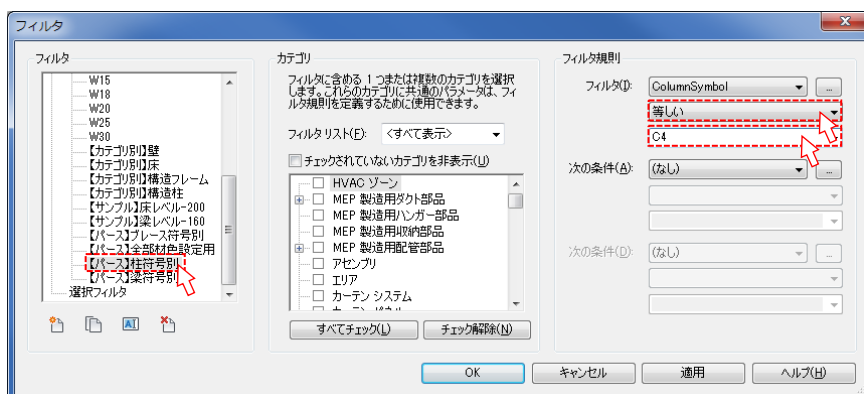 フィルタ
フィルタ
W15
W18
W20
W25
W30
【カテゴリ別】壁
【カテゴリ別】床
【カテゴリ別】構造フレーム
【カテゴリ別】構造柱
【サンプル】床レベル-200
【サンプル】梁レベル-160
【パース】ブレース符号別
【パース】全部材色設定用
【パース】柱符号別
【パース】梁符号別
選択フィルタ
カテゴリ
フィルタに含める 1 つまたは複数のカテゴリを選択
します。これらのカテゴリに共通のパラメータは、フィ
ルタ規則を定義するために使用できます。
フィルタ リスト(F): <すべて表示>
チェックされていないカテゴリを非表示(U)
HVAC ゾーン
MEP 製造用ダクト部品
MEP 製造用ハンガー部品
MEP 製造用収納部品
MEP 製造用配管部品
アセンブリ
エリア
カーテン システム
すべてチェック(L) チェック解除(N)
フィルタ規則
フィルタ(I): ColumnSymbol ...
等しい
C4
次の条件(A): (なし) ...
次の条件(D): (なし) ...
OK キャンセル 適用 ヘルプ(H)